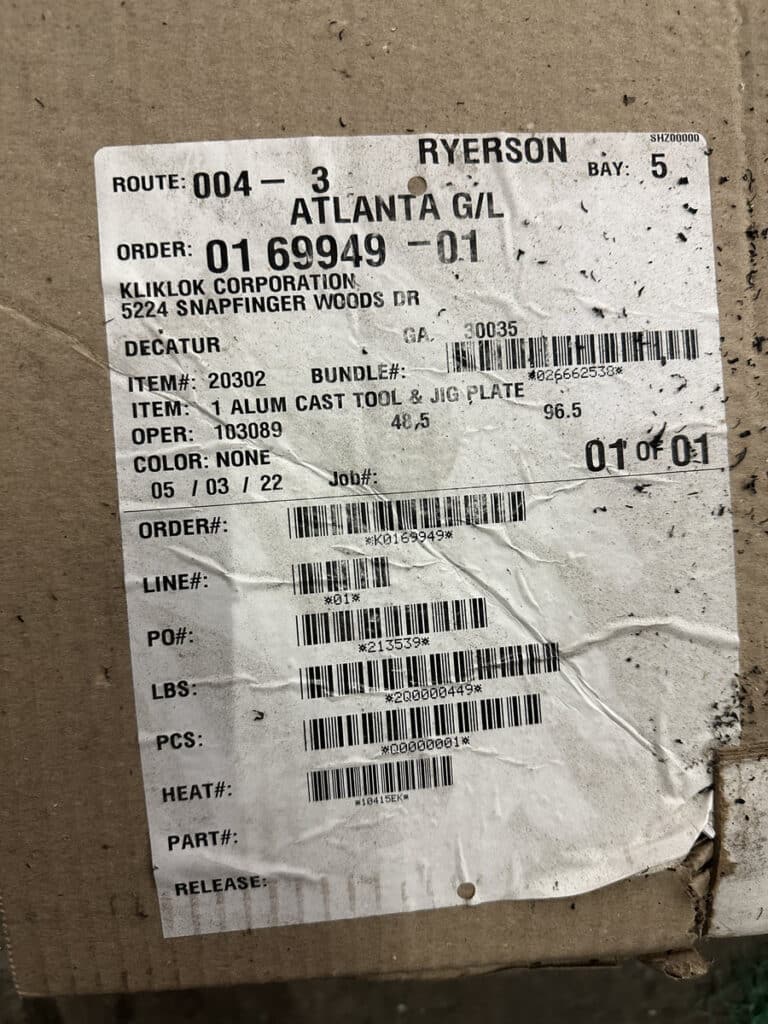 SHZ00000
RYERSON
ROUTE: 004 - 3 BAY: 5
ATLANTA G/L
ORDER: 01 69949 -01
KLIKLOK CORPORATION
5224 SNAPFINGER WOODS DR
DECATUR GA. 30035
ITEM#: 20302 BUNDLE#: *026662538*
ITEM: 1 ALUM CAST TOOL & JIG PLATE
OPER: 103089 48.5 96.5
COLOR: NONE 01 OF 01
05 / 03 / 22 Job#:
ORDER#: *K0169949*
LINE#: *01*
PO#: *213539*
LBS: *2Q0000449*
PCS: *Q0000001*
HEAT#: *10415EK*
PART#:
RELEASE: